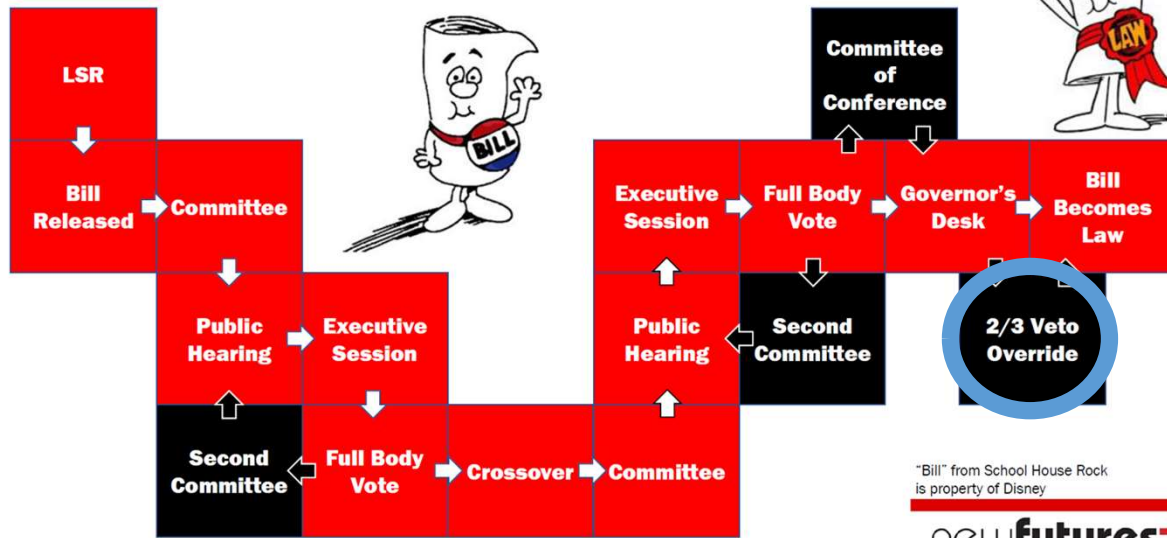 LSR
Bill
Released
Committee
Public
Hearing
Executive
Session
Second
Committee
Full Body
Vote
Crossover
Committee
Public
Hearing
Second
Committee
Executive
Session
Full Body
Vote
Committee
of
Conference
Governor's
Desk
2/3 Veto
Override
Bill
Becomes
Law
BILL
LAW
"Bill" from School House Rock
is property of Disney
new futures